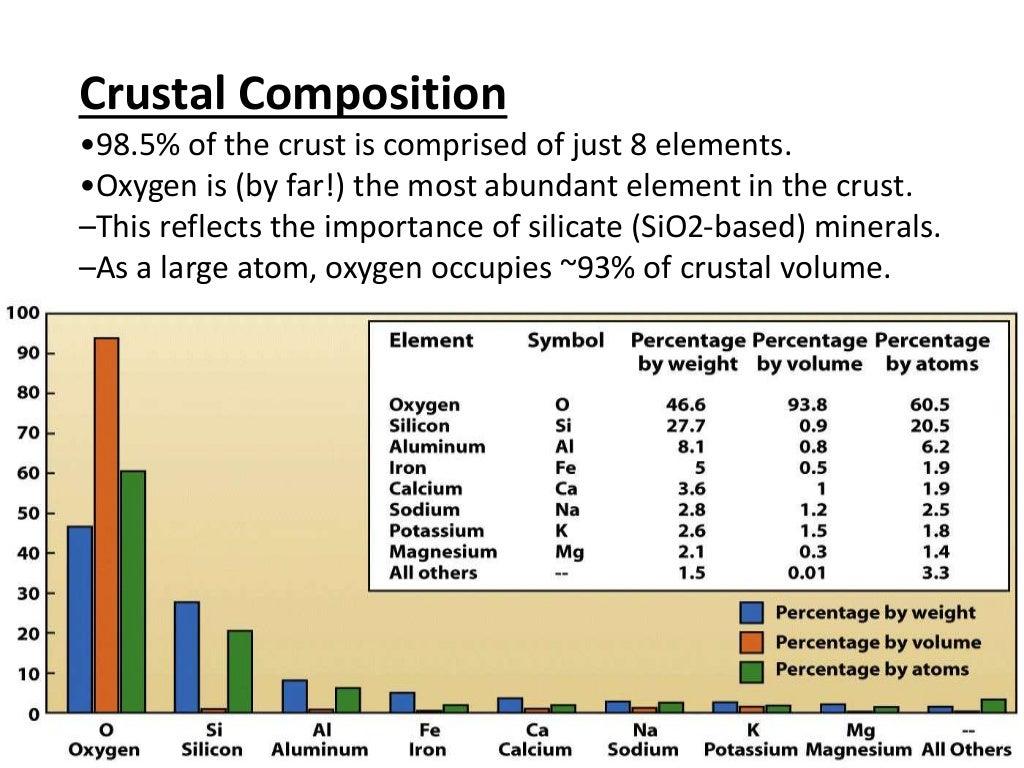 Crustal Composition
•98.5% of the crust is comprised of just 8 elements.
•Oxygen is (by far!) the most abundant element in the crust.
–This reflects the importance of silicate (SiO2-based) minerals.
–As a large atom, oxygen occupies ~93% of crustal volume.
100
90
80
70
60
50
40
30
20
10
0
Element Symbol Percentage Percentage Percentage
by weight by volume by atoms
Oxygen O 46.6 93.8 60.5
Silicon Si 27.7 0.9 20.5
Aluminum Al 8.1 0.8 6.2
Iron Fe 5 0.5 1.9
Calcium Ca 3.6 1 1.9
Sodium Na 2.8 1.2 2.5
Potassium K 2.6 1.5 1.8
Magnesium Mg 2.1 0.3 1.4
All others -- 1.5 0.01 3.3
Percentage by weight
Percentage by volume
Percentage by atoms
O Si Al Fe Ca Na K Mg --
Oxygen Silicon Aluminum Iron Calcium Sodium Potassium Magnesium All Others